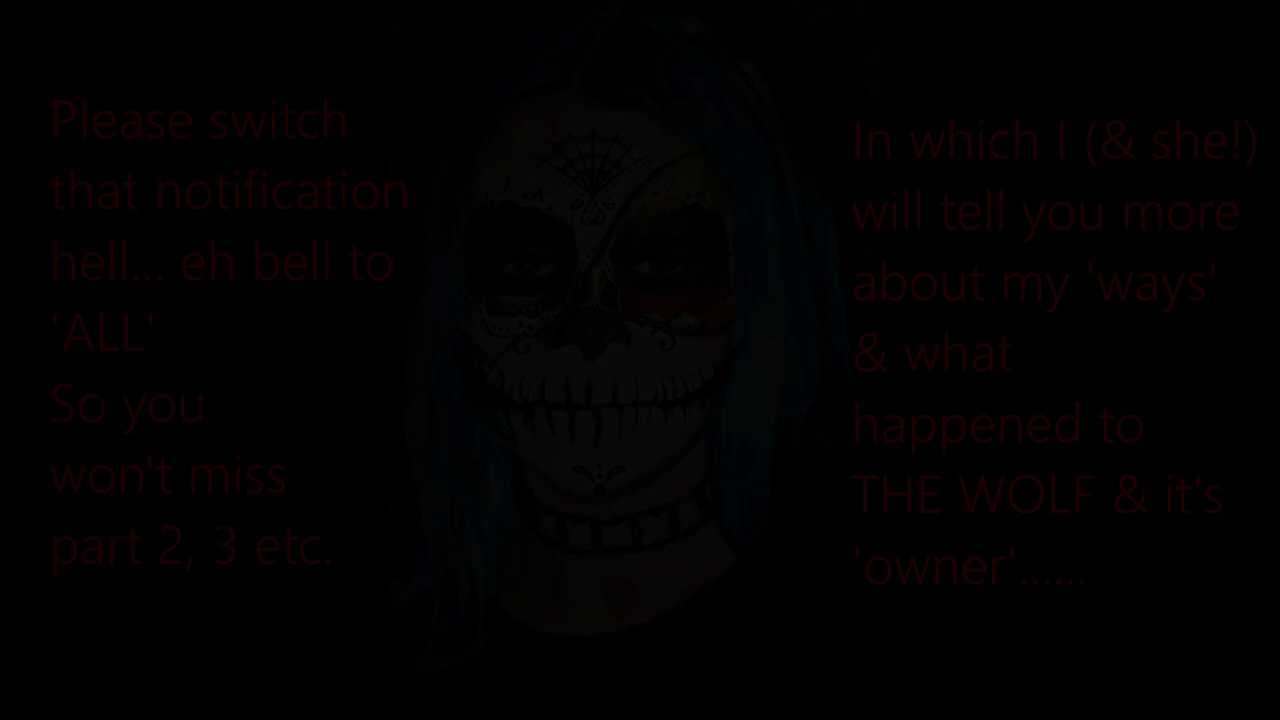 Please switch
that notification
hell... eh bell to
'ALL'
So you
won't miss
part 2, 3 etc.
In which I (& she!)
will tell you more
about my 'ways'
& what
happened to
THE WOLF & it's
'owner'......